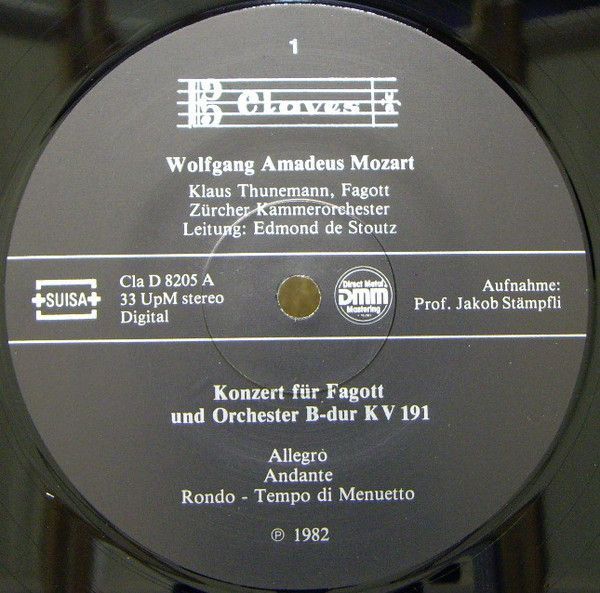 1
Claves
Wolfgang Amadeus Mozart
Klaus Thunemann, Fagott
Zürcher Kammerorchester
Leitung: Edmond de Stoutz
SUISA
Cla D 8205 A
33 UpM stereo
Digital
Direct Metal
DMM
Mastering
Aufnahme:
Prof. Jakob Stämpfli
Konzert für Fagott
und Orchester B-dur KV 191
Allegro
Andante
Rondo - Tempo di Menuetto
℗ 1982